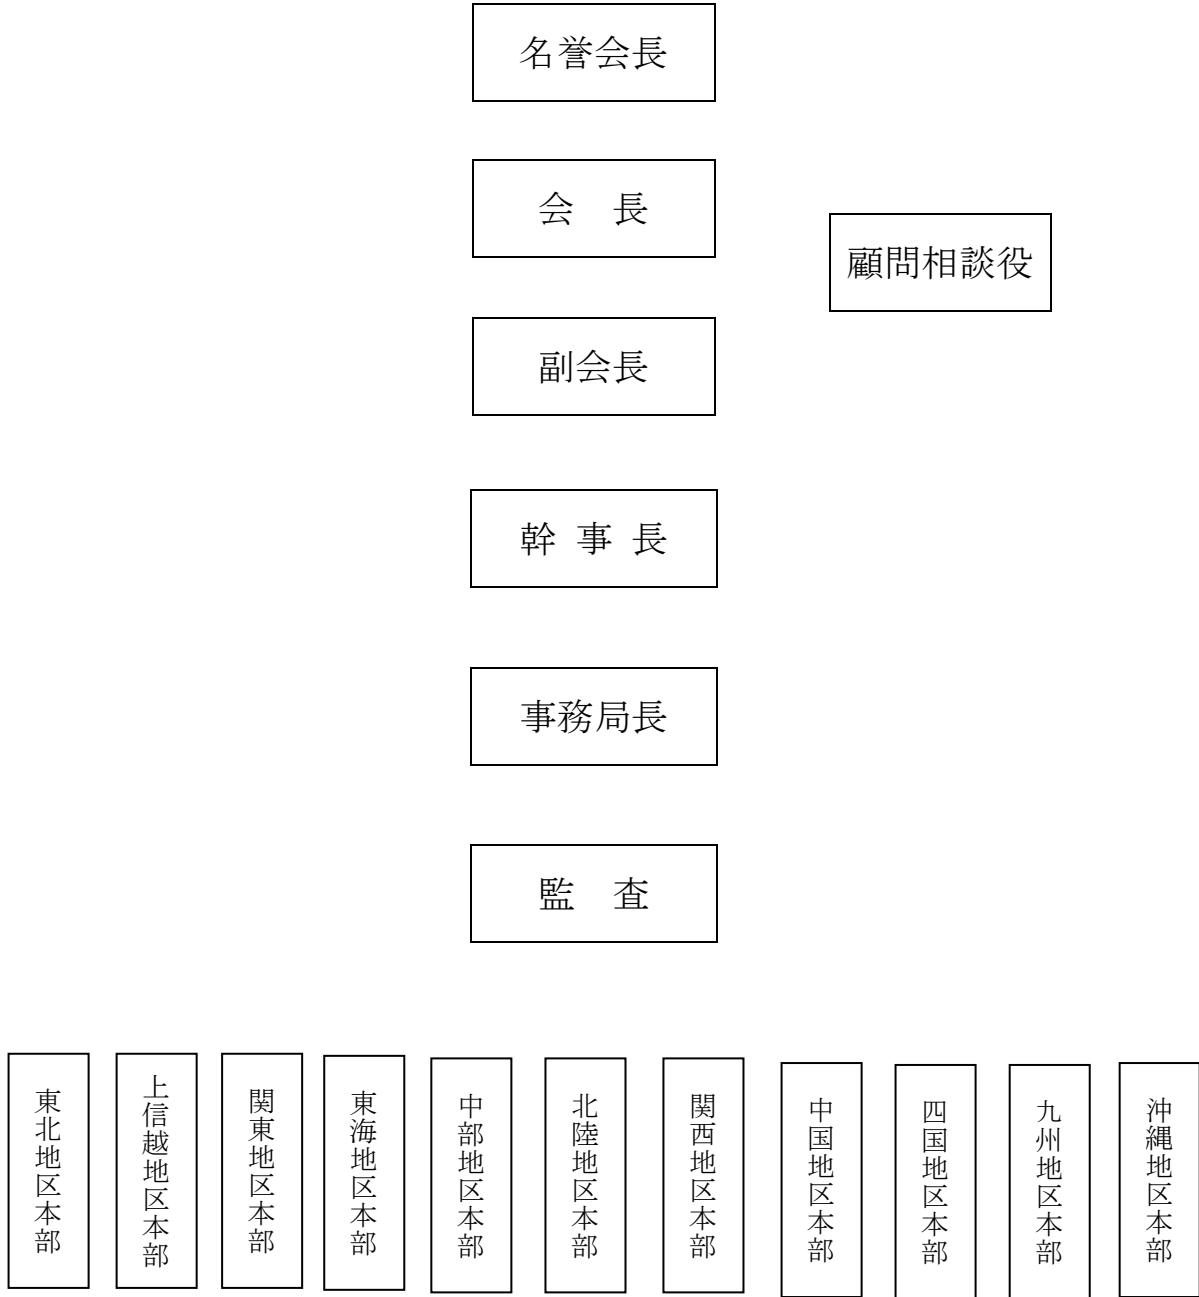 名誉会長
会　長
顧問相談役
副会長
幹 事 長
事務局長
監　査
東北地区本部
上信越地区本部
関東地区本部
東海地区本部
中部地区本部
北陸地区本部
関西地区本部
中国地区本部
四国地区本部
九州地区本部
沖縄地区本部